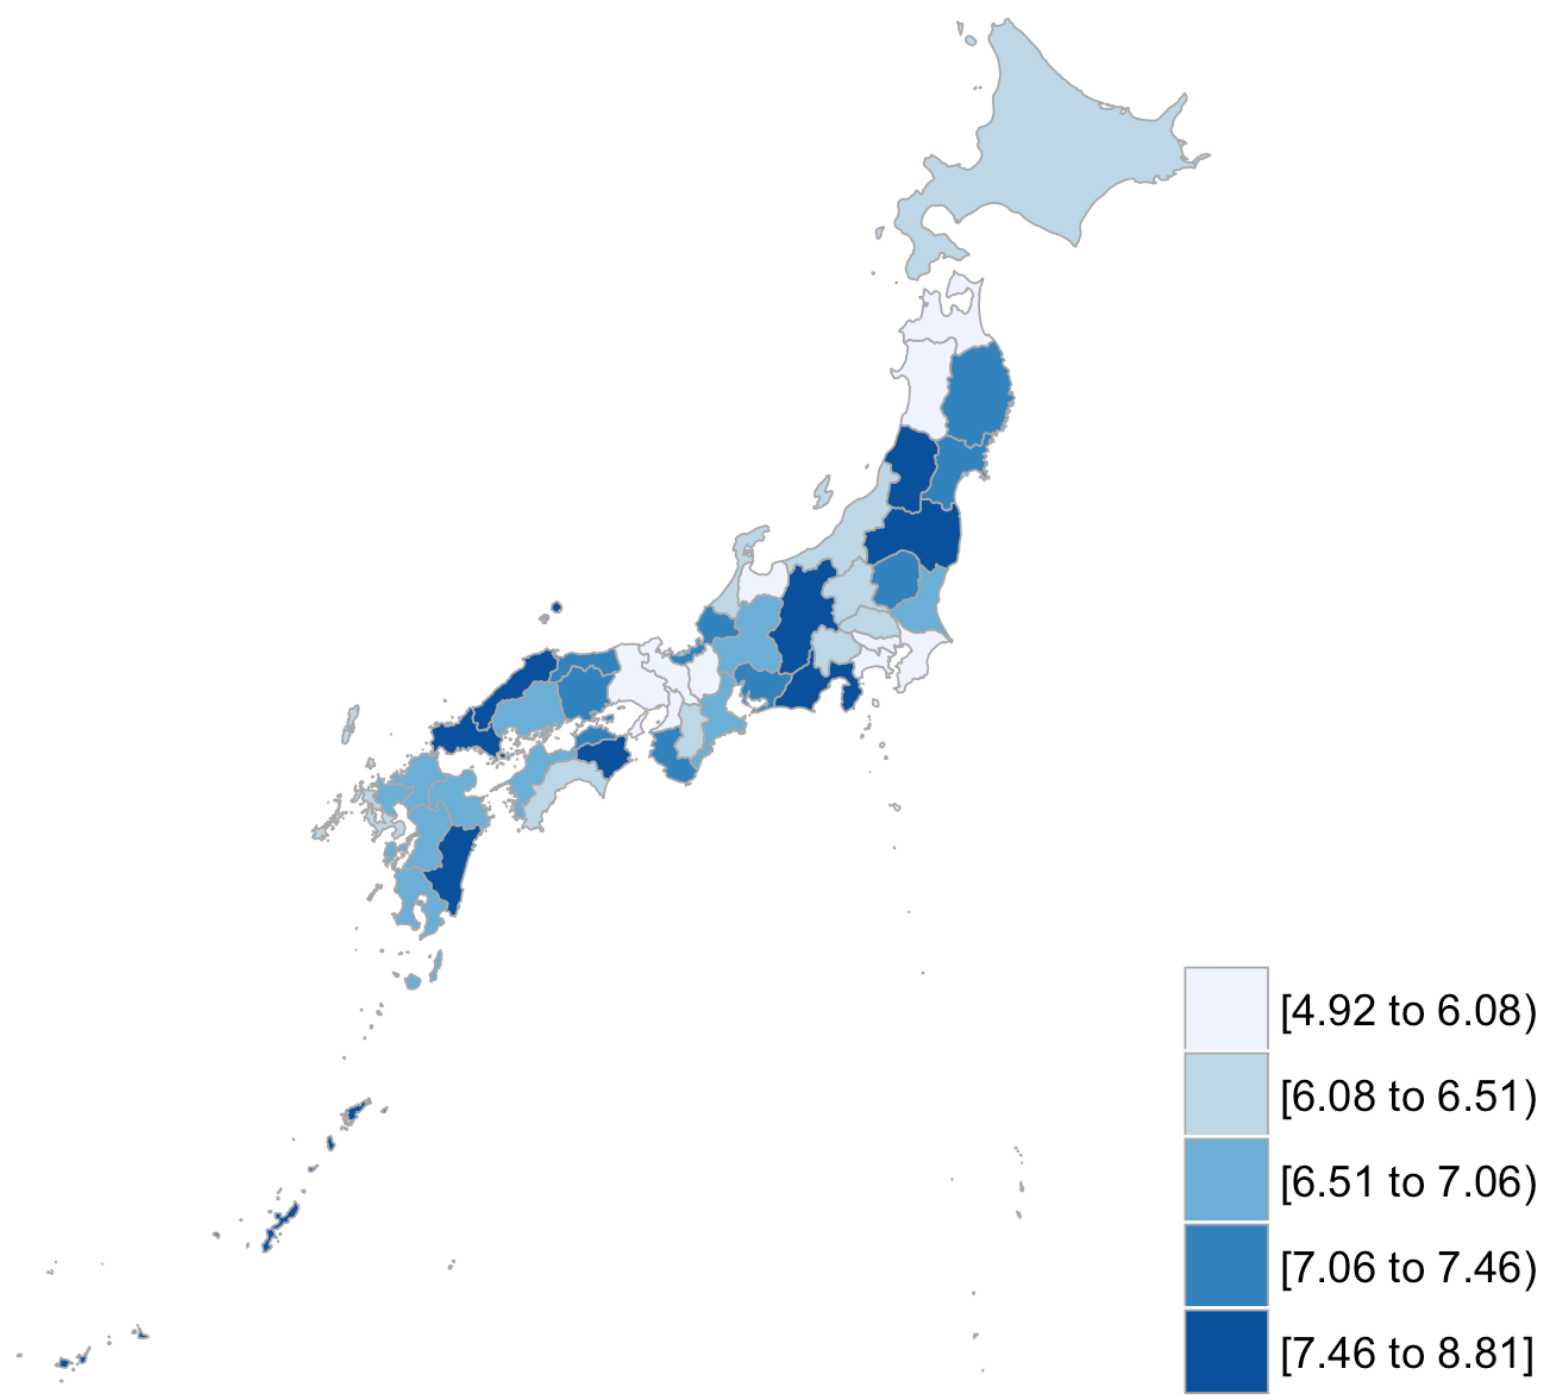 [4.92 to 6.08)
[6.08 to 6.51)
[6.51 to 7.06)
[7.06 to 7.46)
[7.46 to 8.81]